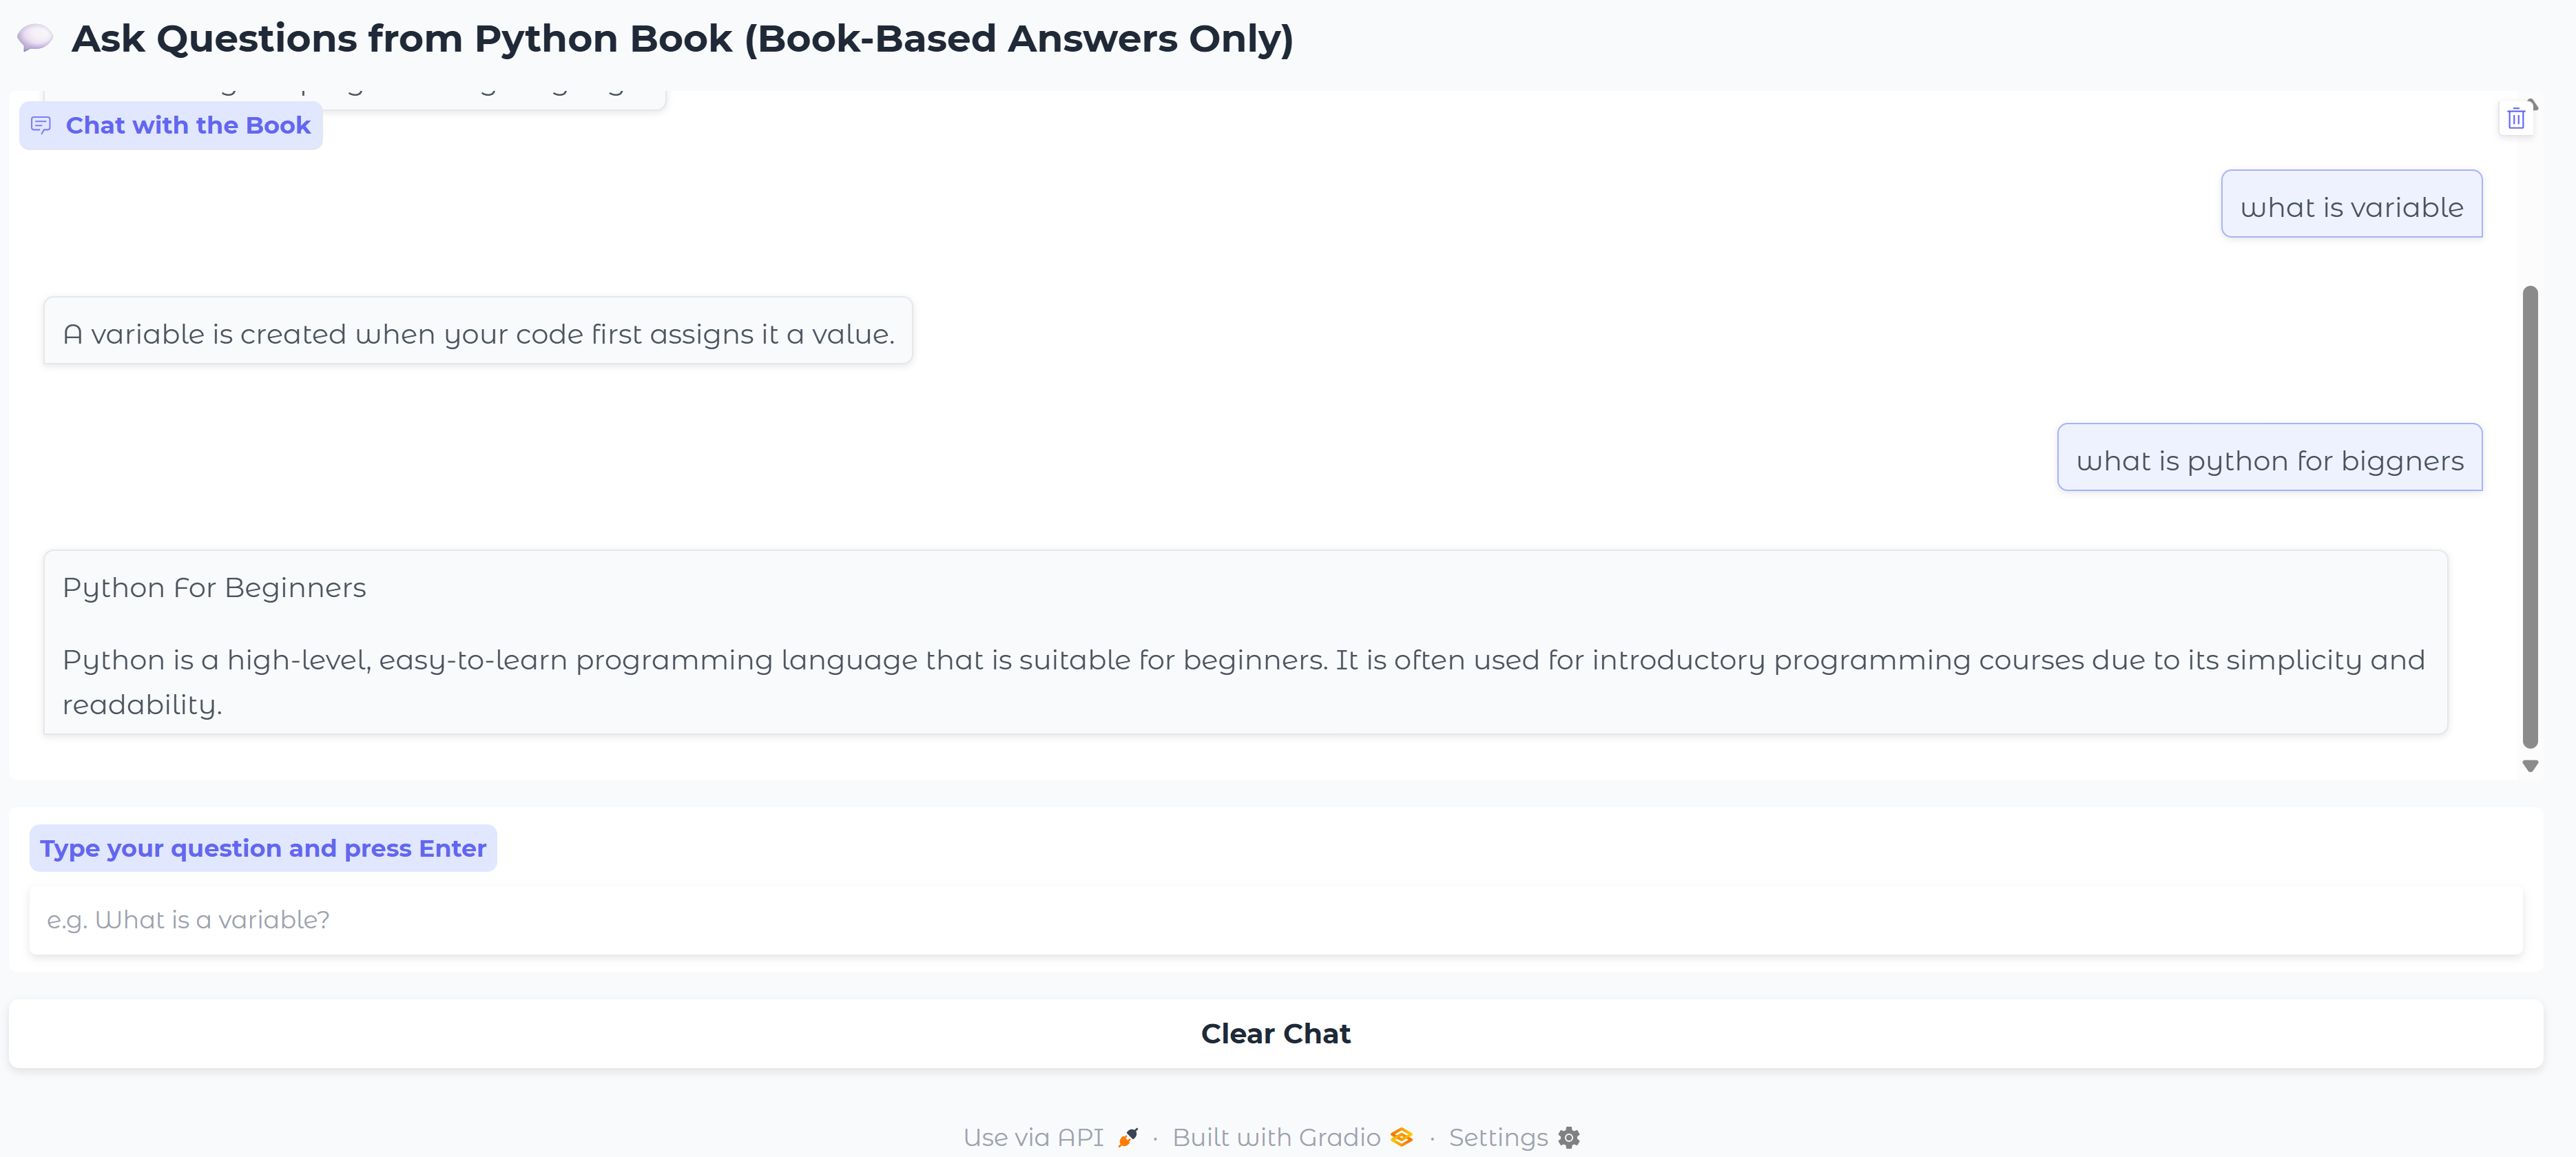 Ask Questions from Python Book (Book-Based Answers Only)
Chat with the Book
what is variable
A variable is created when your code first assigns it a value.
what is python for biggners
Python For Beginners
Python is a high-level, easy-to-learn programming language that is suitable for beginners. It is often used for introductory programming courses due to its simplicity and
readability.
Type your question and press Enter
e.g. What is a variable?
Clear Chat
Use via API · Built with Gradio · Settings